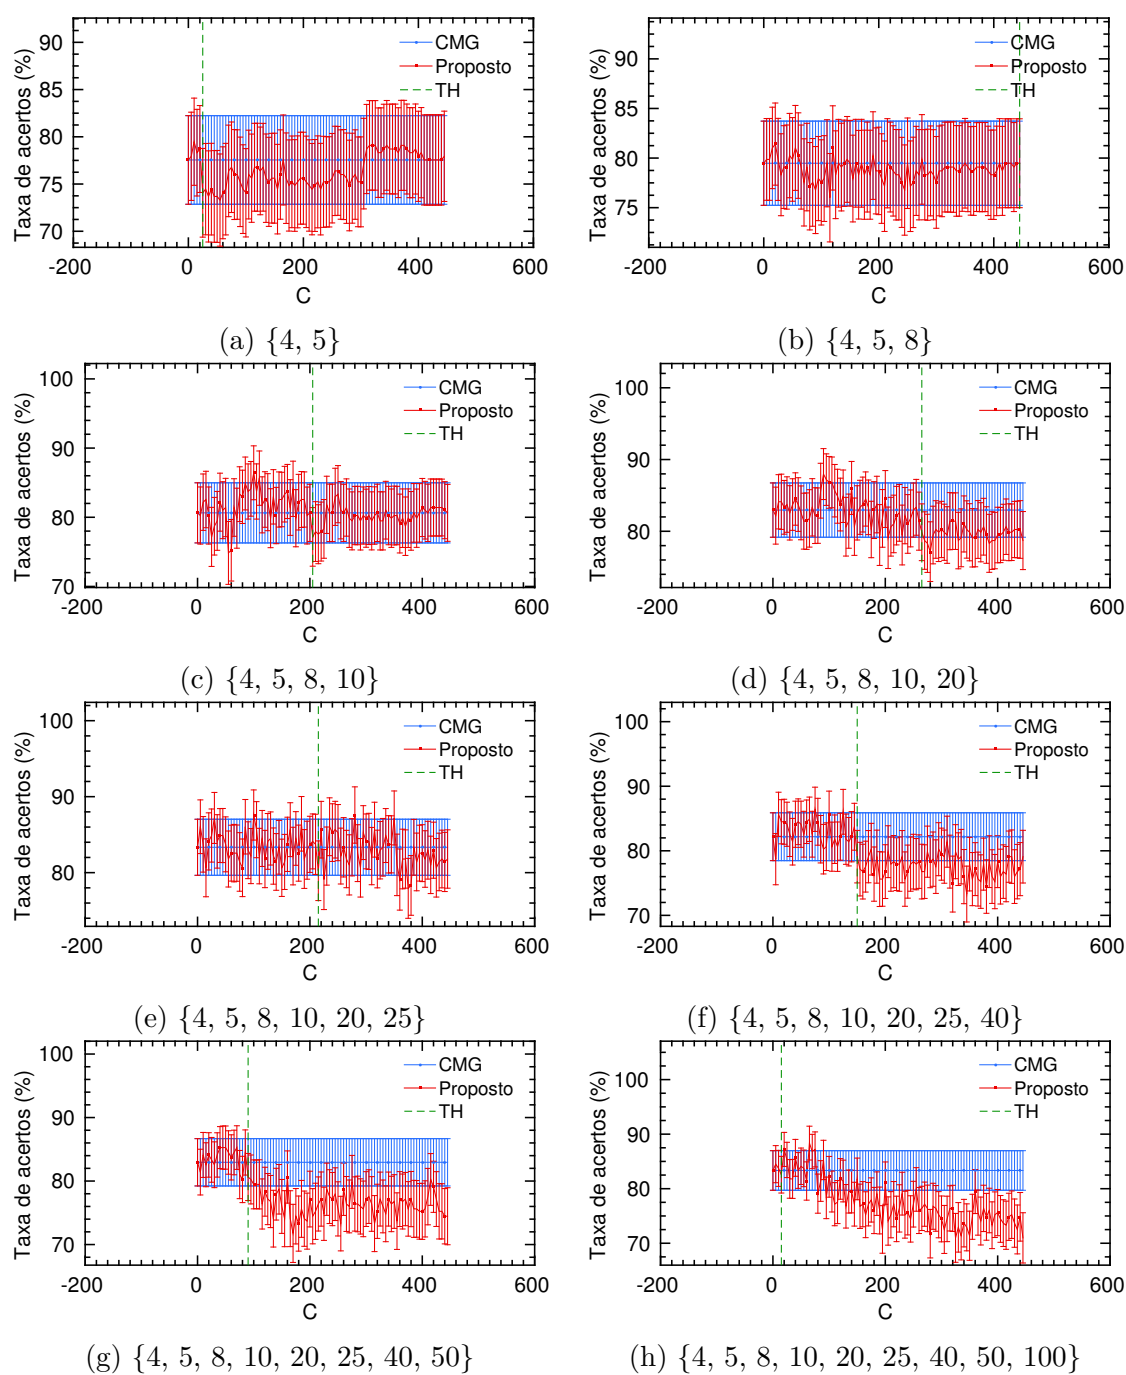 Taxa de acertos (%)
90
85
80
75
70
-200
0
200
400
600
C
CMG
Proposto
TH
(a) {4, 5}
Taxa de acertos (%)
90
85
80
75
-200
0
200
400
600
C
CMG
Proposto
TH
(b) {4, 5, 8}
Taxa de acertos (%)
100
90
80
70
-200
0
200
400
600
C
CMG
Proposto
TH
(c) {4, 5, 8, 10}
Taxa de acertos (%)
100
90
80
-200
0
200
400
600
C
CMG
Proposto
TH
(d) {4, 5, 8, 10, 20}
Taxa de acertos (%)
100
90
80
-200
0
200
400
600
C
CMG
Proposto
TH
(e) {4, 5, 8, 10, 20, 25}
Taxa de acertos (%)
100
90
80
70
-200
0
200
400
600
C
CMG
Proposto
TH
(f) {4, 5, 8, 10, 20, 25, 40}
Taxa de acertos (%)
100
90
80
70
-200
0
200
400
600
C
CMG
Proposto
TH
(g) {4, 5, 8, 10, 20, 25, 40, 50}
Taxa de acertos (%)
100
90
80
70
-200
0
200
400
600
C
CMG
Proposto
TH
(h) {4, 5, 8, 10, 20, 25, 40, 50, 100}